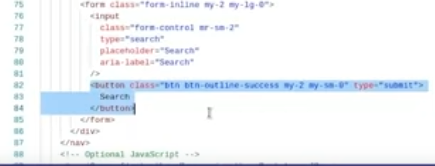 75 <form class="form-inline my-2 my-lg-0">
76 <input
77 class="form-control mr-sm-2"
78 type="search"
79 placeholder="Search"
80 aria-label="Search"
81 />
82 <button class="btn btn-outline-success my-2 my-sm-0" type="submit">
83 Search
84 </button>
85 </form>
86 </div>
87 </nav>
88 <!-- Optional JavaScript -->